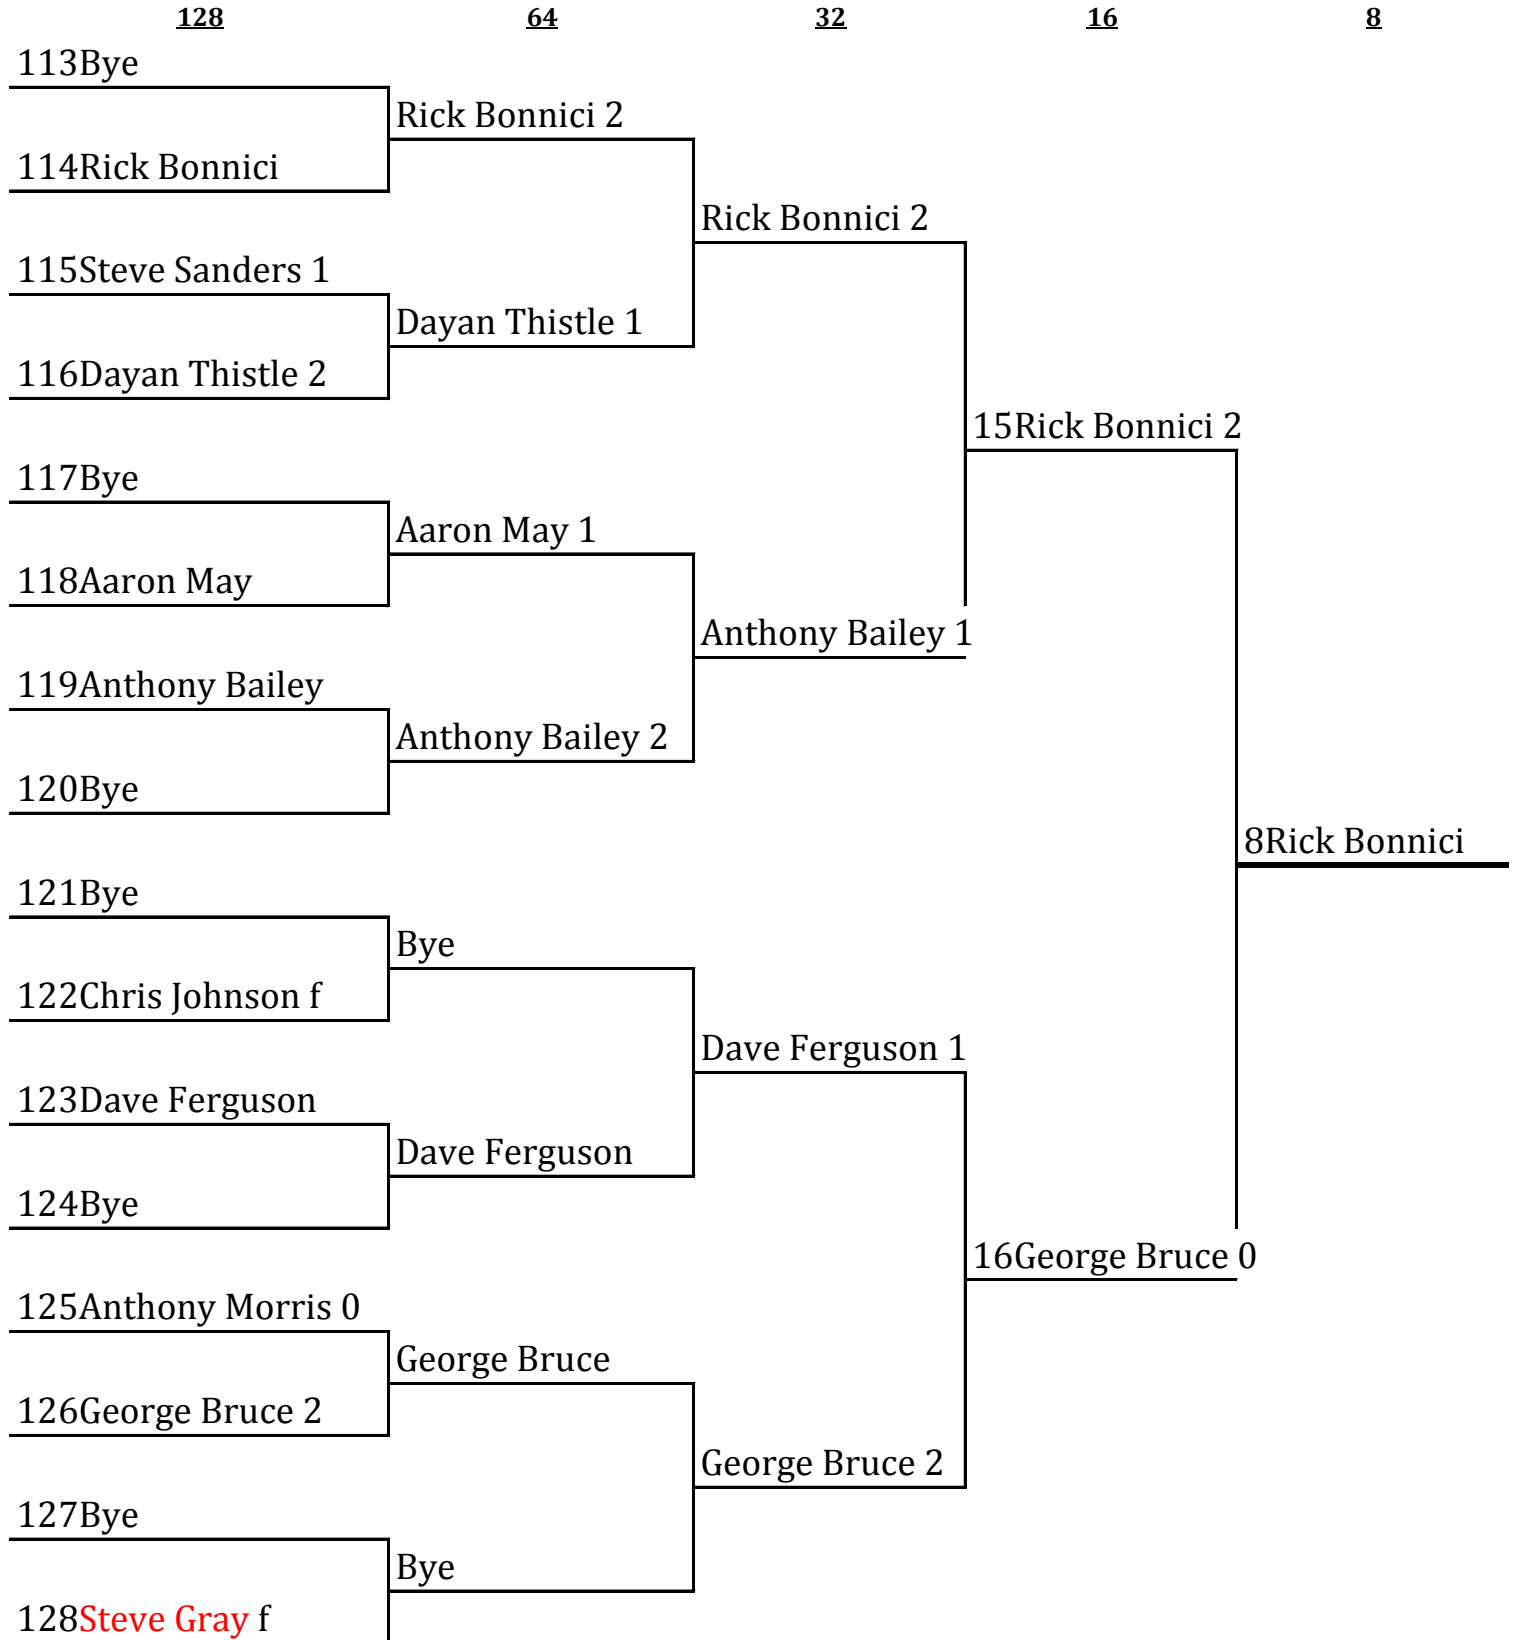 128 64 32 16 8
113Bye
Rick Bonnici 2
114Rick Bonnici
Rick Bonnici 2
115Steve Sanders 1
Dayan Thistle 1
116Dayan Thistle 2
15Rick Bonnici 2
117Bye
Aaron May 1
118Aaron May
Anthony Bailey 1
119Anthony Bailey
Anthony Bailey 2
120Bye
8Rick Bonnici
121Bye
Bye
122Chris Johnson f
Dave Ferguson 1
123Dave Ferguson
Dave Ferguson
124Bye
16George Bruce 0
125Anthony Morris 0
George Bruce
126George Bruce 2
George Bruce 2
127Bye
Bye
128Steve Gray f